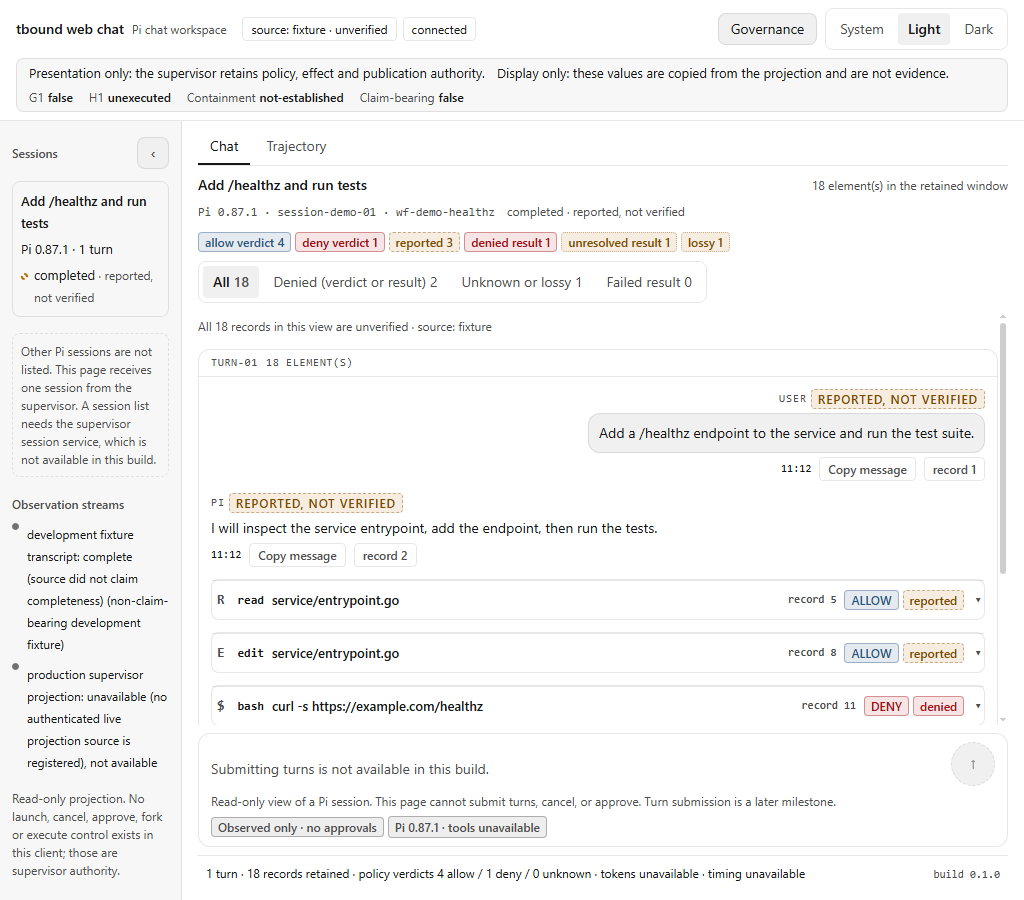 tbound web chat Pi chat workspace source: fixture · unverified connected Governance System Light Dark
Presentation only: the supervisor retains policy, effect and publication authority. Display only: these values are copied from the projection and are not evidence.
G1 false H1 unexecuted Containment not-established Claim-bearing false
Sessions ‹
Add /healthz and run
tests
Pi 0.87.1 · 1 turn
completed · reported,
not verified
Other Pi sessions are not
listed. This page receives
one session from the
supervisor. A session list
needs the supervisor
session service, which is
not available in this build.
Observation streams
development fixture
transcript: complete
(source did not claim
completeness) (non-claim-
bearing development
fixture)
production supervisor
projection: unavailable (no
authenticated live
projection source is
registered), not available
Read-only projection. No
launch, cancel, approve, fork
or execute control exists in
this client; those are
supervisor authority.
Chat Trajectory
Add /healthz and run tests 18 element(s) in the retained window
Pi 0.87.1 · session-demo-01 · wf-demo-healthz completed · reported, not verified
allow verdict 4 deny verdict 1 reported 3 denied result 1 unresolved result 1 lossy 1
All 18 Denied (verdict or result) 2 Unknown or lossy 1 Failed result 0
All 18 records in this view are unverified · source: fixture
TURN-01 18 ELEMENT(S)
USER REPORTED, NOT VERIFIED
Add a /healthz endpoint to the service and run the test suite.
11:12 Copy message record 1
PI REPORTED, NOT VERIFIED
I will inspect the service entrypoint, add the endpoint, then run the tests.
11:12 Copy message record 2
R read service/entrypoint.go record 5 ALLOW reported ▾
E edit service/entrypoint.go record 8 ALLOW reported ▾
$ bash curl -s https://example.com/healthz record 11 DENY denied ▾
Submitting turns is not available in this build. ↑
Read-only view of a Pi session. This page cannot submit turns, cancel, or approve. Turn submission is a later milestone.
Observed only · no approvals Pi 0.87.1 · tools unavailable
1 turn · 18 records retained · policy verdicts 4 allow / 1 deny / 0 unknown · tokens unavailable · timing unavailable build 0.1.0